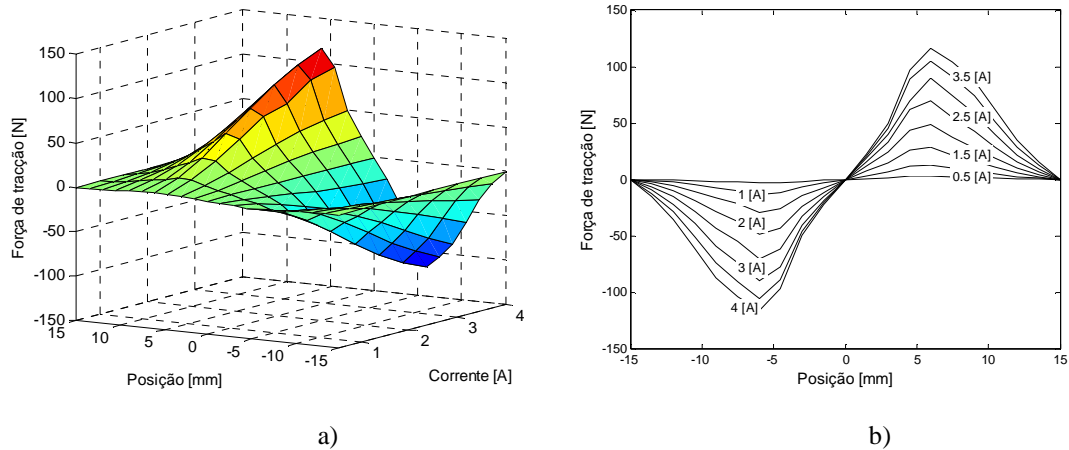 150
100
50
0
-50
-100
-150
Força de tracção [N]
15
10
5
0
-5
-10
-15
Posição [mm]
1
2
3
4
Corrente [A]
a)
150
100
50
0
-50
-100
-150
Força de tracção [N]
3.5 [A]
2.5 [A]
1.5 [A]
0.5 [A]
1 [A]
2 [A]
3 [A]
4 [A]
-15
-10
-5
0
5
10
15
Posição [mm]
b)